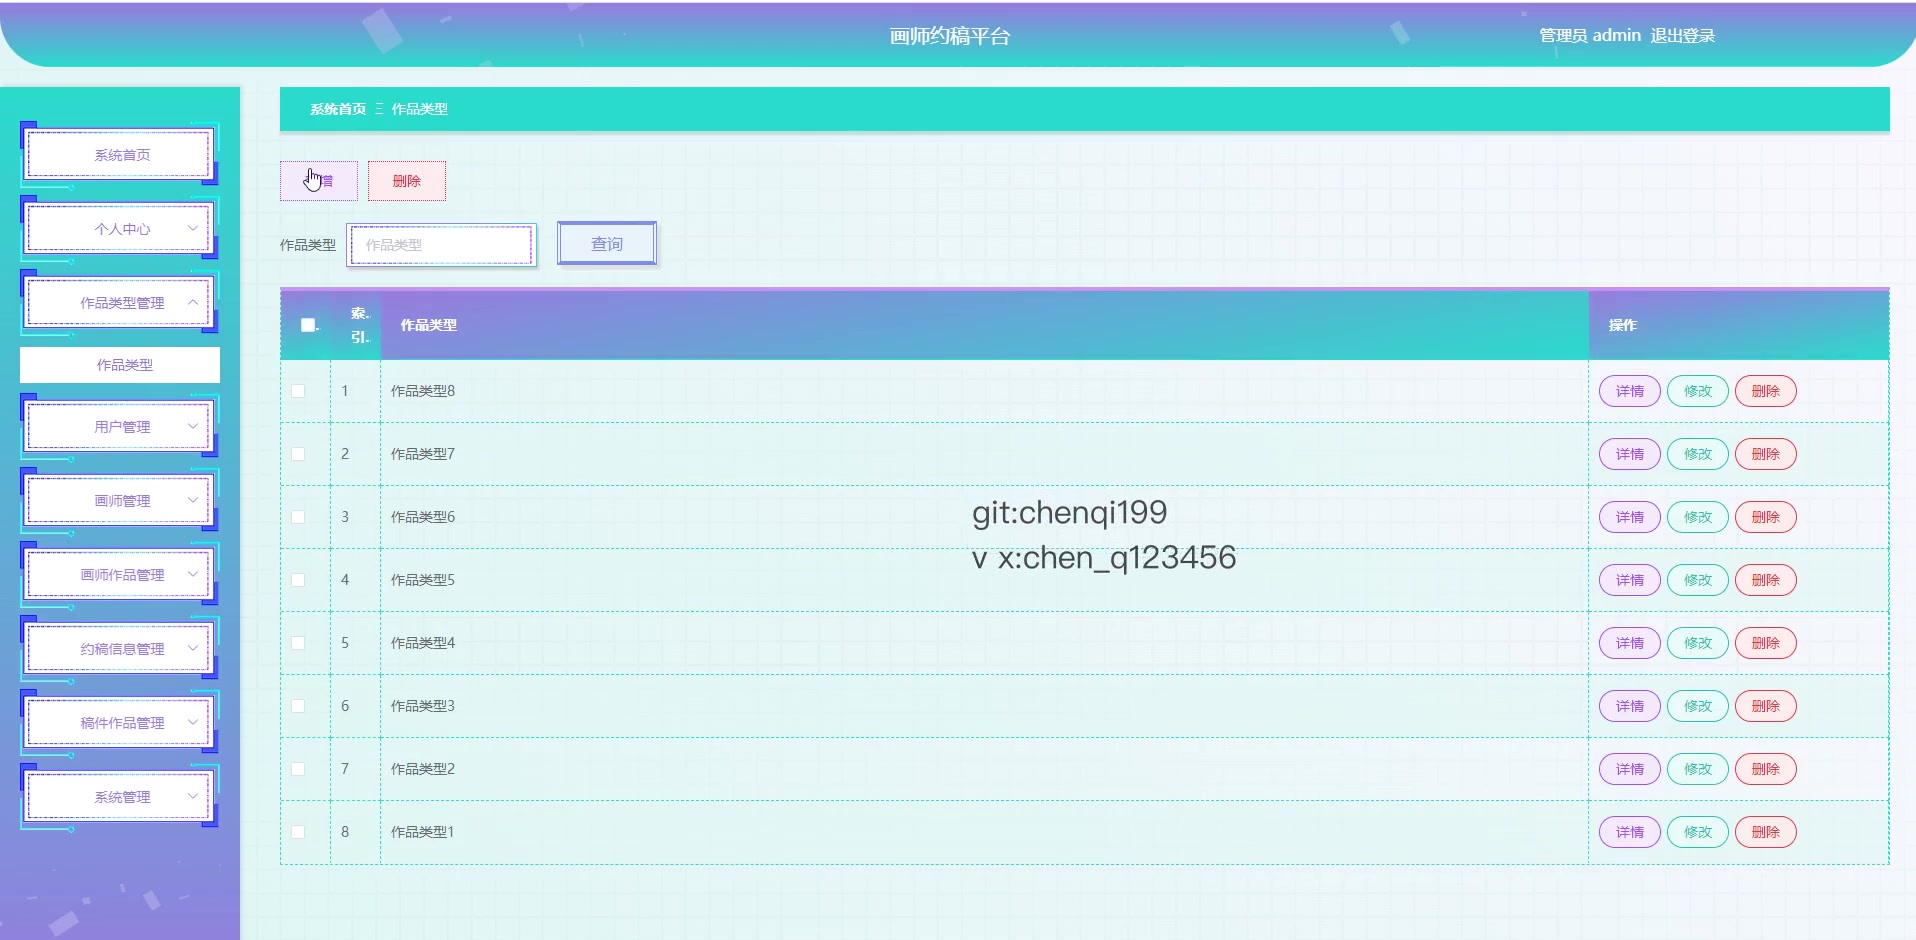 画师约稿平台
管理员 admin 退出登录
系统首页
个人中心
作品类型管理
作品类型
用户管理
画师管理
画师作品管理
约稿信息管理
稿件作品管理
系统管理
系统首页 Ξ 作品类型
增 删除
作品类型 作品类型 查询
索.
引.
作品类型 操作
1 作品类型8 详情 修改 删除
2 作品类型7 详情 修改 删除
3 作品类型6 详情 修改 删除
4 作品类型5 详情 修改 删除
5 作品类型4 详情 修改 删除
6 作品类型3 详情 修改 删除
7 作品类型2 详情 修改 删除
8 作品类型1 详情 修改 删除
git:chenqi199
v x:chen_q123456